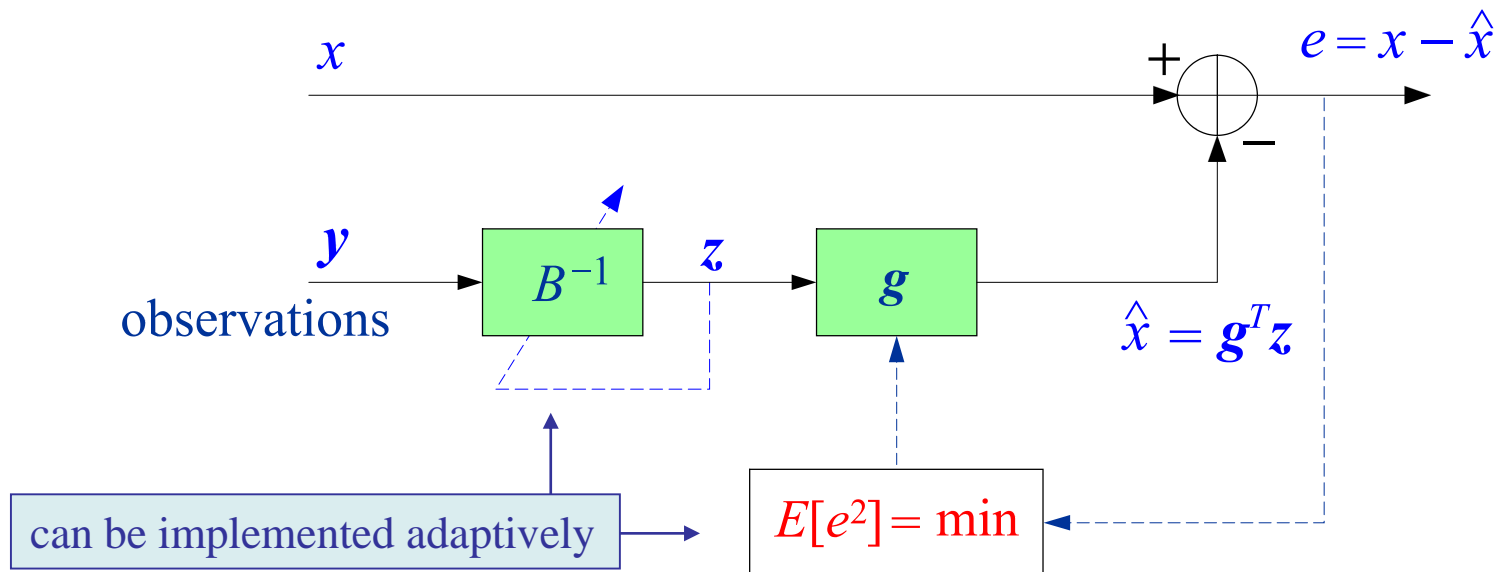 x
+
e = x − x̂
−
y
observations
B⁻¹
z
g
x̂ = gᵀz
can be implemented adaptively
E[e²] = min